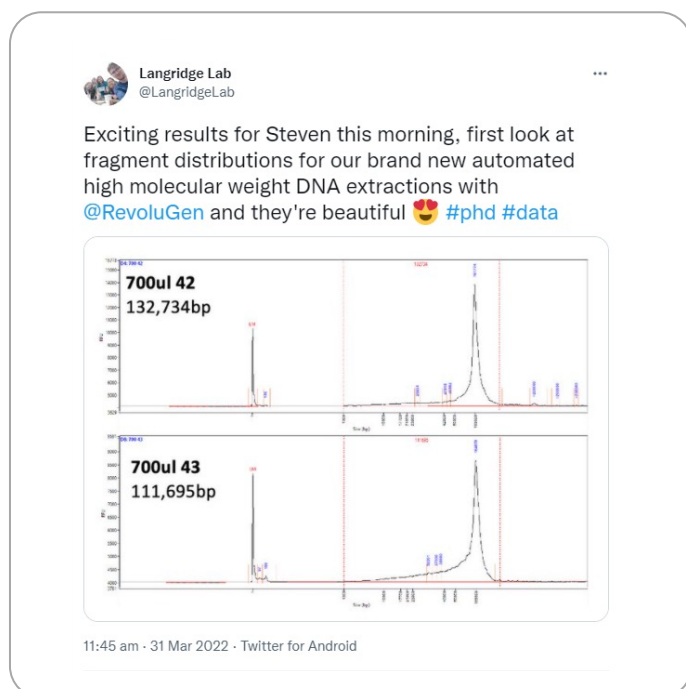 Langridge Lab
@LangridgeLab
Exciting results for Steven this morning, first look at
fragment distributions for our brand new automated
high molecular weight DNA extractions with
@RevoluGen and they're beautiful 😍 #phd #data
700ul 42
132,734bp
700ul 43
111,695bp
11:45 am · 31 Mar 2022 · Twitter for Android